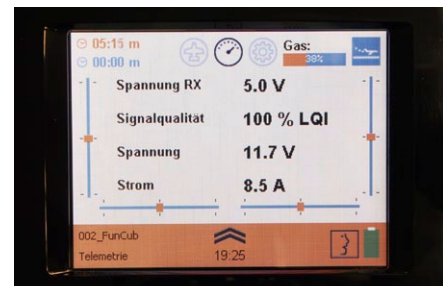 05:15 m
Gas:
00:00 m
38%
Spannung RX 5.0 V
Signalqualität 100 % LQI
Spannung 11.7 V
Strom 8.5 A
002_FunCub
Telemetrie 19:25